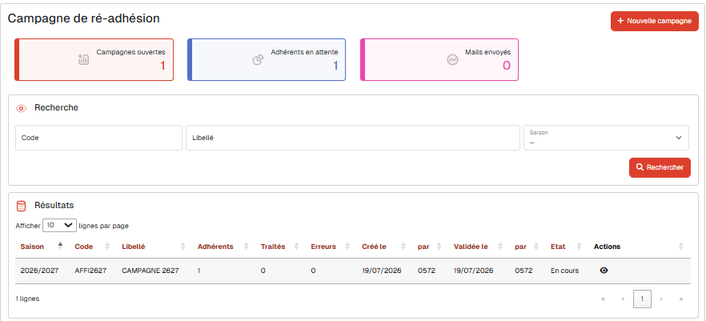 Campagne de ré-adhésion
+ Nouvelle campagne
Campagnes ouvertes
1
Adhérents en attente
1
Mails envoyés
0
Recherche
Code
Libellé
Saison
--
Rechercher
Résultats
Afficher 10 lignes par page
Saison Code Libellé Adhérents Traités Erreurs Créé le par Validée le par Etat Actions
2026/2027 AFFI2627 CAMPAGNE 2627 1 0 0 19/07/2026 0572 19/07/2026 0572 En cours
1 lignes
« ‹ 1 › »